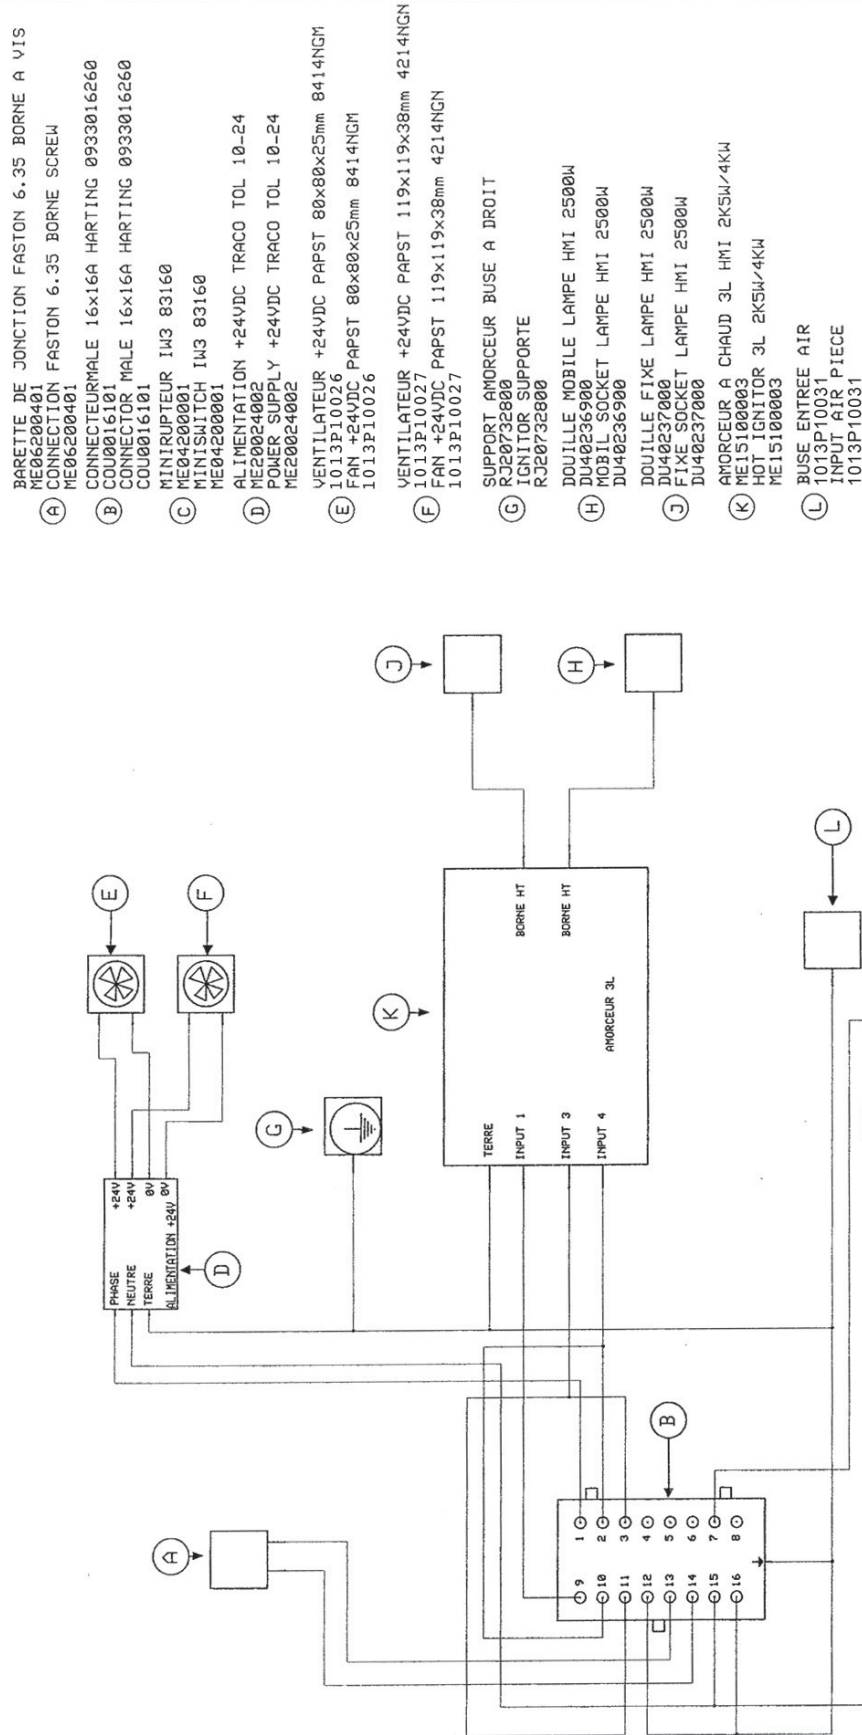 BARETTE DE JONCTION FASTON 6.35 BORNE A VIS
ME06200401
A CONNECTION FASTON 6.35 BORNE SCREW
ME06200401
CONNECTEURMALE 16x16A HARTING 0933016260
B COU0016101
CONNECTOR MALE 16x16A HARTING 0933016260
COU0016101
MINIRUPTEUR IW3 83160
C ME04200001
MINISWITCH IW3 83160
ME04200001
ALIMENTATION +24VDC TRACO TOL 10-24
D ME20024002
POWER SUPPLY +24VDC TRACO TOL 10-24
ME20024002
VENTILATEUR +24VDC PAPST 80x80x25mm 8414NGM
E 1013P10026
FAN +24VDC PAPST 80x80x25mm 8414NGM
1013P10026
VENTILATEUR +24VDC PAPST 119x119x38mm 4214NGN
F 1013P10027
FAN +24VDC PAPST 119x119x38mm 4214NGN
1013P10027
SUPPORT AMORCEUR BUSE A DROIT
G RJ20732800
IGNITOR SUPPORTE
RJ20732800
DOUILLE MOBILE LAMPE HMI 2500W
H DU40236900
MOBIL SOCKET LAMPE HMI 2500W
DU40236900
DOUILLE FIXE LAMPE HMI 2500W
J DU40237000
FIXE SOCKET LAMPE HMI 2500W
DU40237000
AMORCEUR A CHAUD 3L HMI 2K5W/4KW
K ME15100003
HOT IGNITOR 3L 2K5W/4KW
ME15100003
BUSE ENTREE AIR
L 1013P10031
INPUT AIR PIECE
1013P10031
E
F
PHASE
NEUTRE
TERRE
+24V
+24V
0V
0V
ALIMENTATION +24V
D
G
J
H
K
TERRE
INPUT 1
INPUT 3
INPUT 4
BORNE HT
BORNE HT
AMORCEUR 3L
L
A
B
9 1
10 2
11 3
12 4
13 5
14 6
15 7
16 8